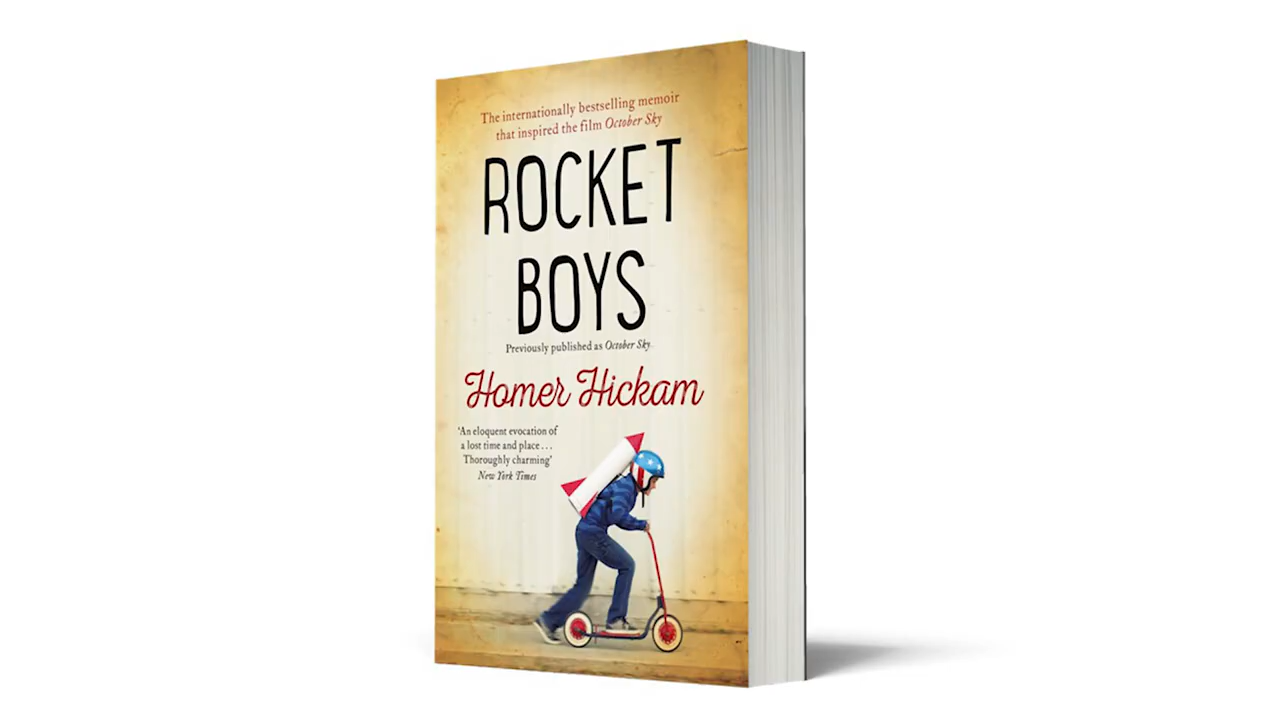 The internationally bestselling memoir
that inspired the film October Sky
ROCKET
BOYS
Previously published as October Sky
Homer Hickam
‘An eloquent evocation of
a lost time and place...
Thoroughly charming’
New York Times